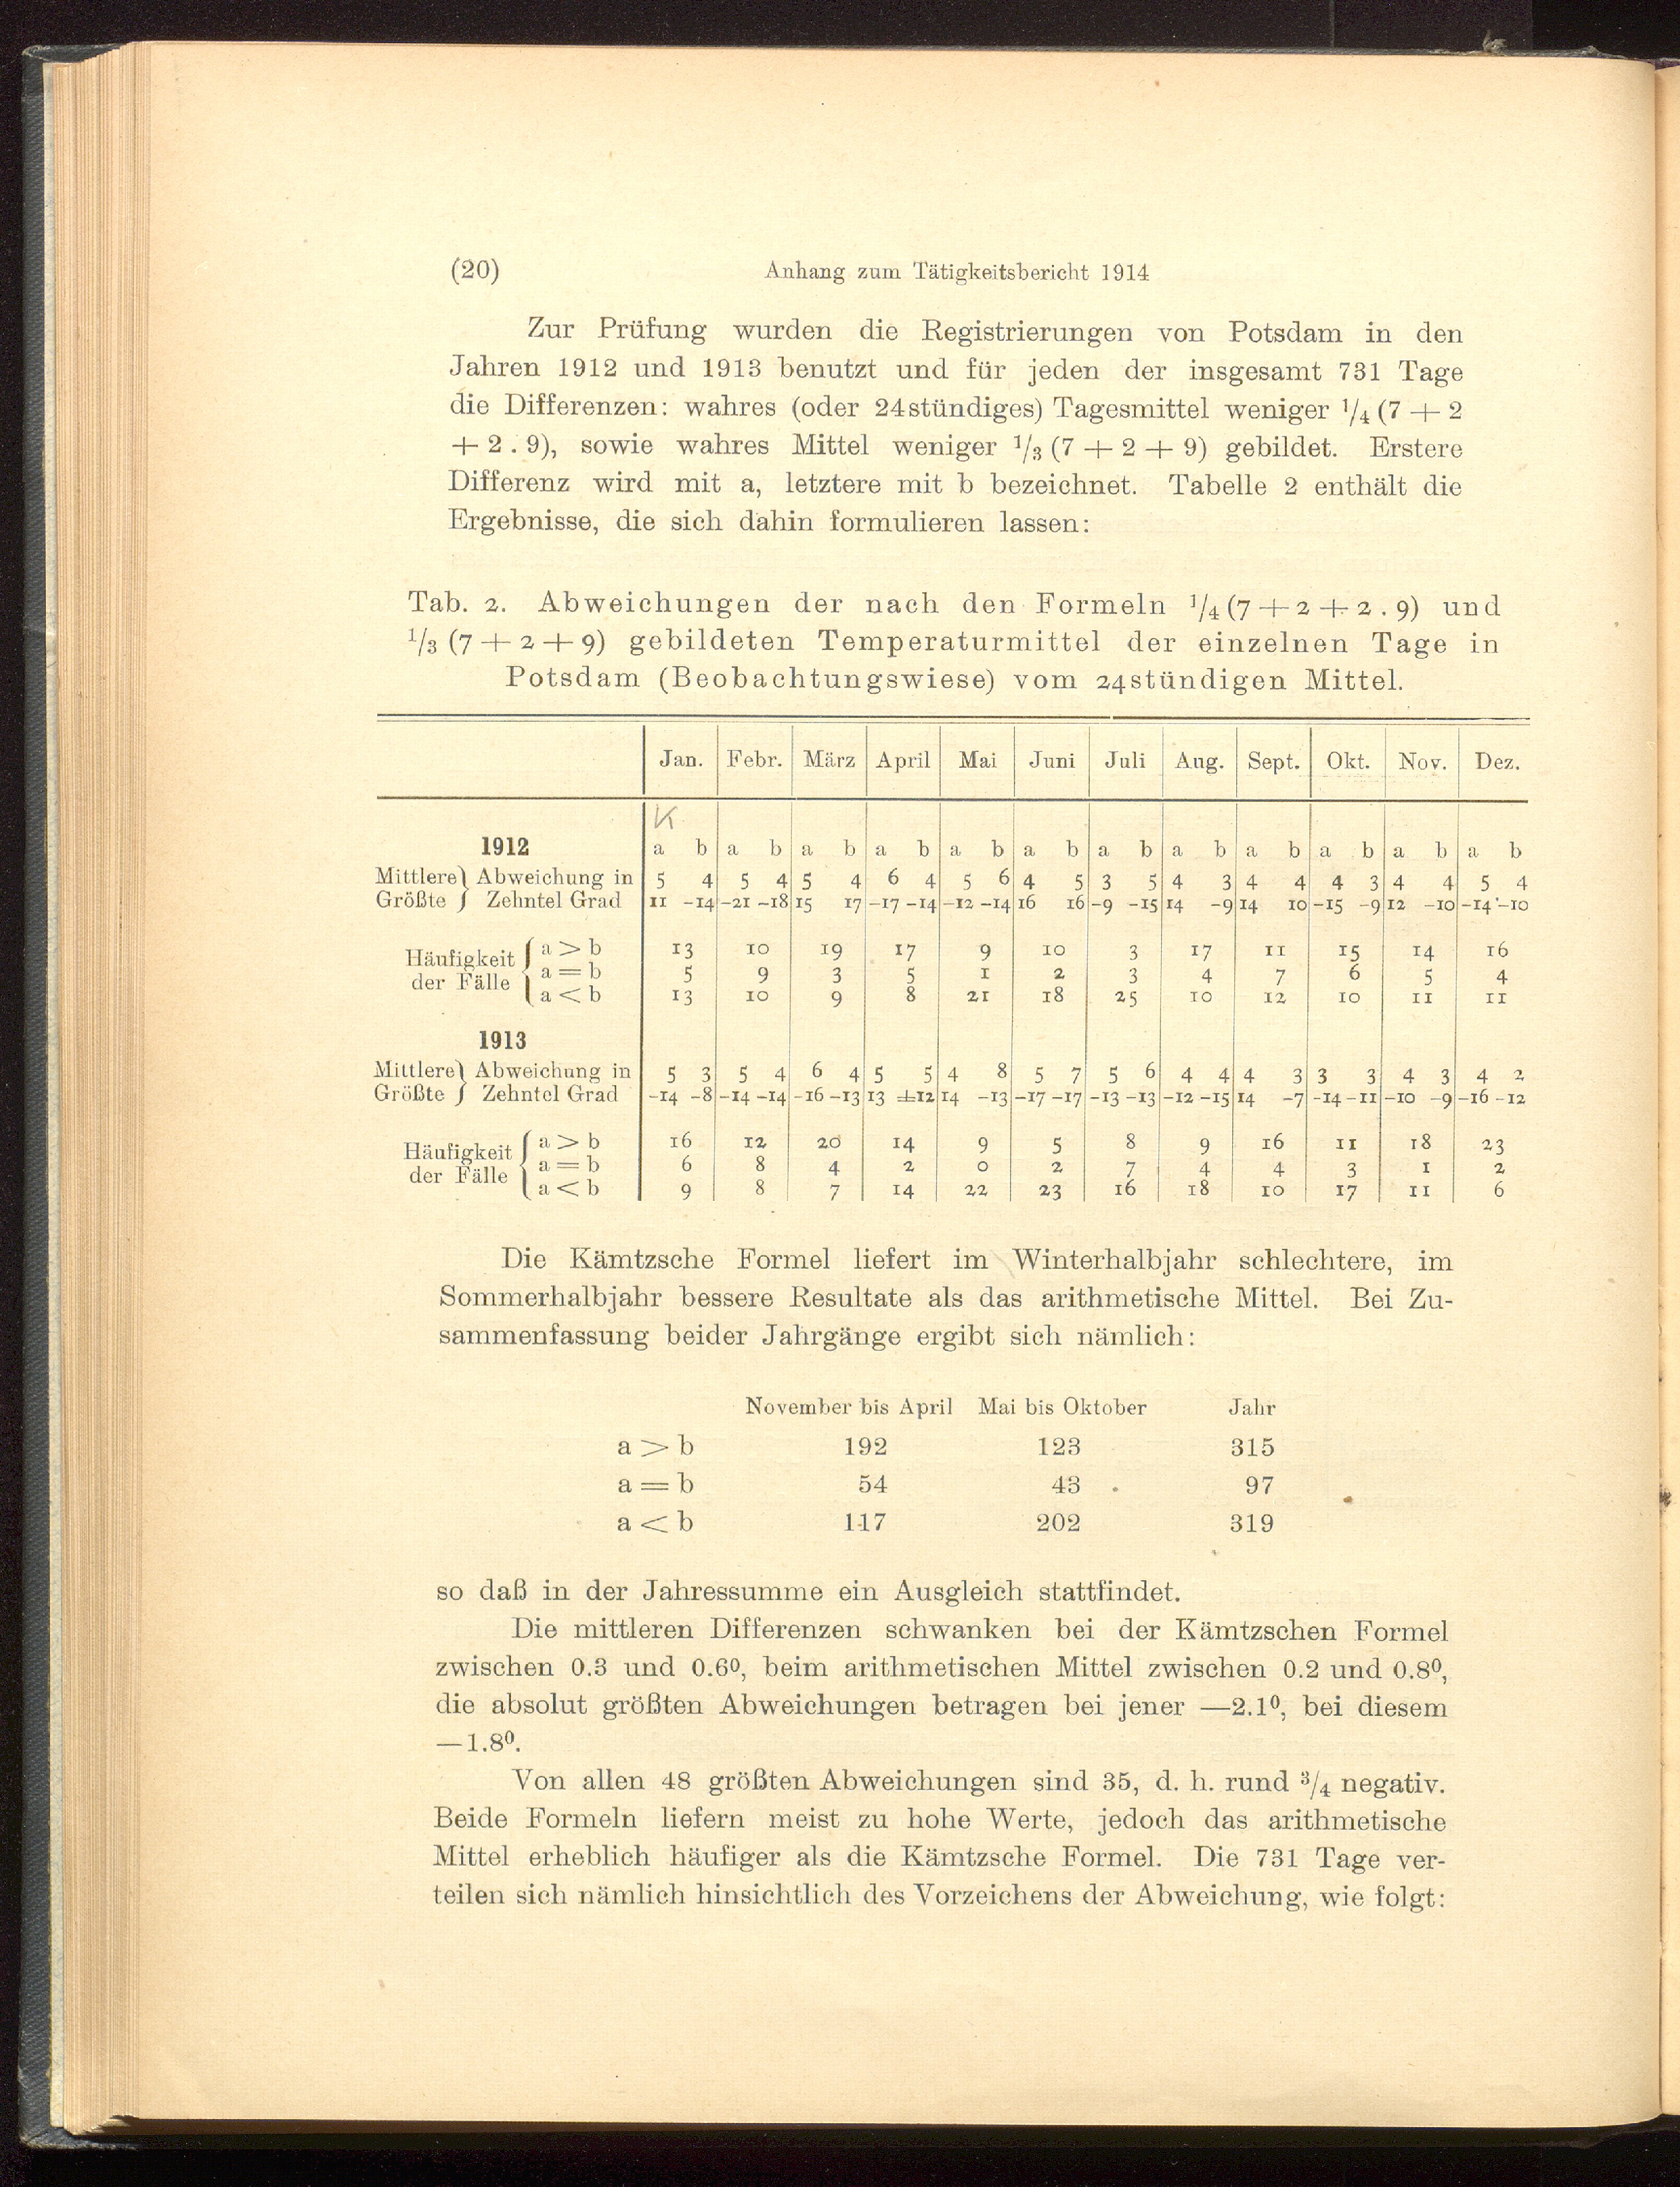 (20) Anhang zum Tätigkeitsbericht 1914
Zur Prüfung wurden die Registrierungen von Potsdam in den
Jahren 1912 und 1913 benutzt und für jeden der insgesamt 731 Tage
die Differenzen: wahres (oder 24stündiges) Tagesmittel weniger 1/4 (7 + 2
+ 2 . 9), sowie wahres Mittel weniger 1/3 (7 + 2 + 9) gebildet. Erstere
Differenz wird mit a, letztere mit b bezeichnet. Tabelle 2 enthält die
Ergebnisse, die sich dahin formulieren lassen:
Tab. 2. Abweichungen der nach den Formeln 1/4 (7 + 2 + 2 . 9) und
1/3 (7 + 2 + 9) gebildeten Temperaturmittel der einzelnen Tage in
Potsdam (Beobachtungswiese) vom 24stündigen Mittel.
Jan. Febr. März April Mai Juni Juli Aug. Sept. Okt. Nov. Dez.
K
1912 a b a b a b a b a b a b a b a b a b a b a b a b
Mittlere } Abweichung in 5 4 5 4 5 4 6 4 5 6 4 5 3 5 4 3 4 4 4 3 4 4 5 4
Größte } Zehntel Grad 11 -14 -21 -18 15 17 -17 -14 -12 -14 16 16 -9 -15 14 -9 14 10 -15 -9 12 -10 -14 -10
Häufigkeit { a > b 13 10 19 17 9 10 3 17 11 15 14 16
der Fälle { a = b 5 9 3 5 1 2 3 4 7 6 5 4
a < b 13 10 9 8 21 18 25 10 12 10 11 11
1913
Mittlere } Abweichung in 5 3 5 4 6 4 5 5 4 8 5 7 5 6 4 4 4 3 3 3 4 3 4 2
Größte } Zehntel Grad -14 -8 -14 -14 -16 -13 13 ±12 14 -13 -17 -17 -13 -13 -12 -15 14 -7 -14 -11 -10 -9 -16 -12
Häufigkeit { a > b 16 12 20 14 9 5 8 9 16 11 18 23
der Fälle { a = b 6 8 4 2 0 2 7 4 4 3 1 2
a < b 9 8 7 14 22 23 16 18 10 17 11 6
Die Kämtzsche Formel liefert im Winterhalbjahr schlechtere, im
Sommerhalbjahr bessere Resultate als das arithmetische Mittel. Bei Zu-
sammenfassung beider Jahrgänge ergibt sich nämlich:
November bis April Mai bis Oktober Jahr
a > b 192 123 315
a = b 54 43 97
a < b 117 202 319
so daß in der Jahressumme ein Ausgleich stattfindet.
Die mittleren Differenzen schwanken bei der Kämtzschen Formel
zwischen 0.3 und 0.6⁰, beim arithmetischen Mittel zwischen 0.2 und 0.8⁰,
die absolut größten Abweichungen betragen bei jener —2.1⁰, bei diesem
—1.8⁰.
Von allen 48 größten Abweichungen sind 35, d. h. rund 3/4 negativ.
Beide Formeln liefern meist zu hohe Werte, jedoch das arithmetische
Mittel erheblich häufiger als die Kämtzsche Formel. Die 731 Tage ver-
teilen sich nämlich hinsichtlich des Vorzeichens der Abweichung, wie folgt: